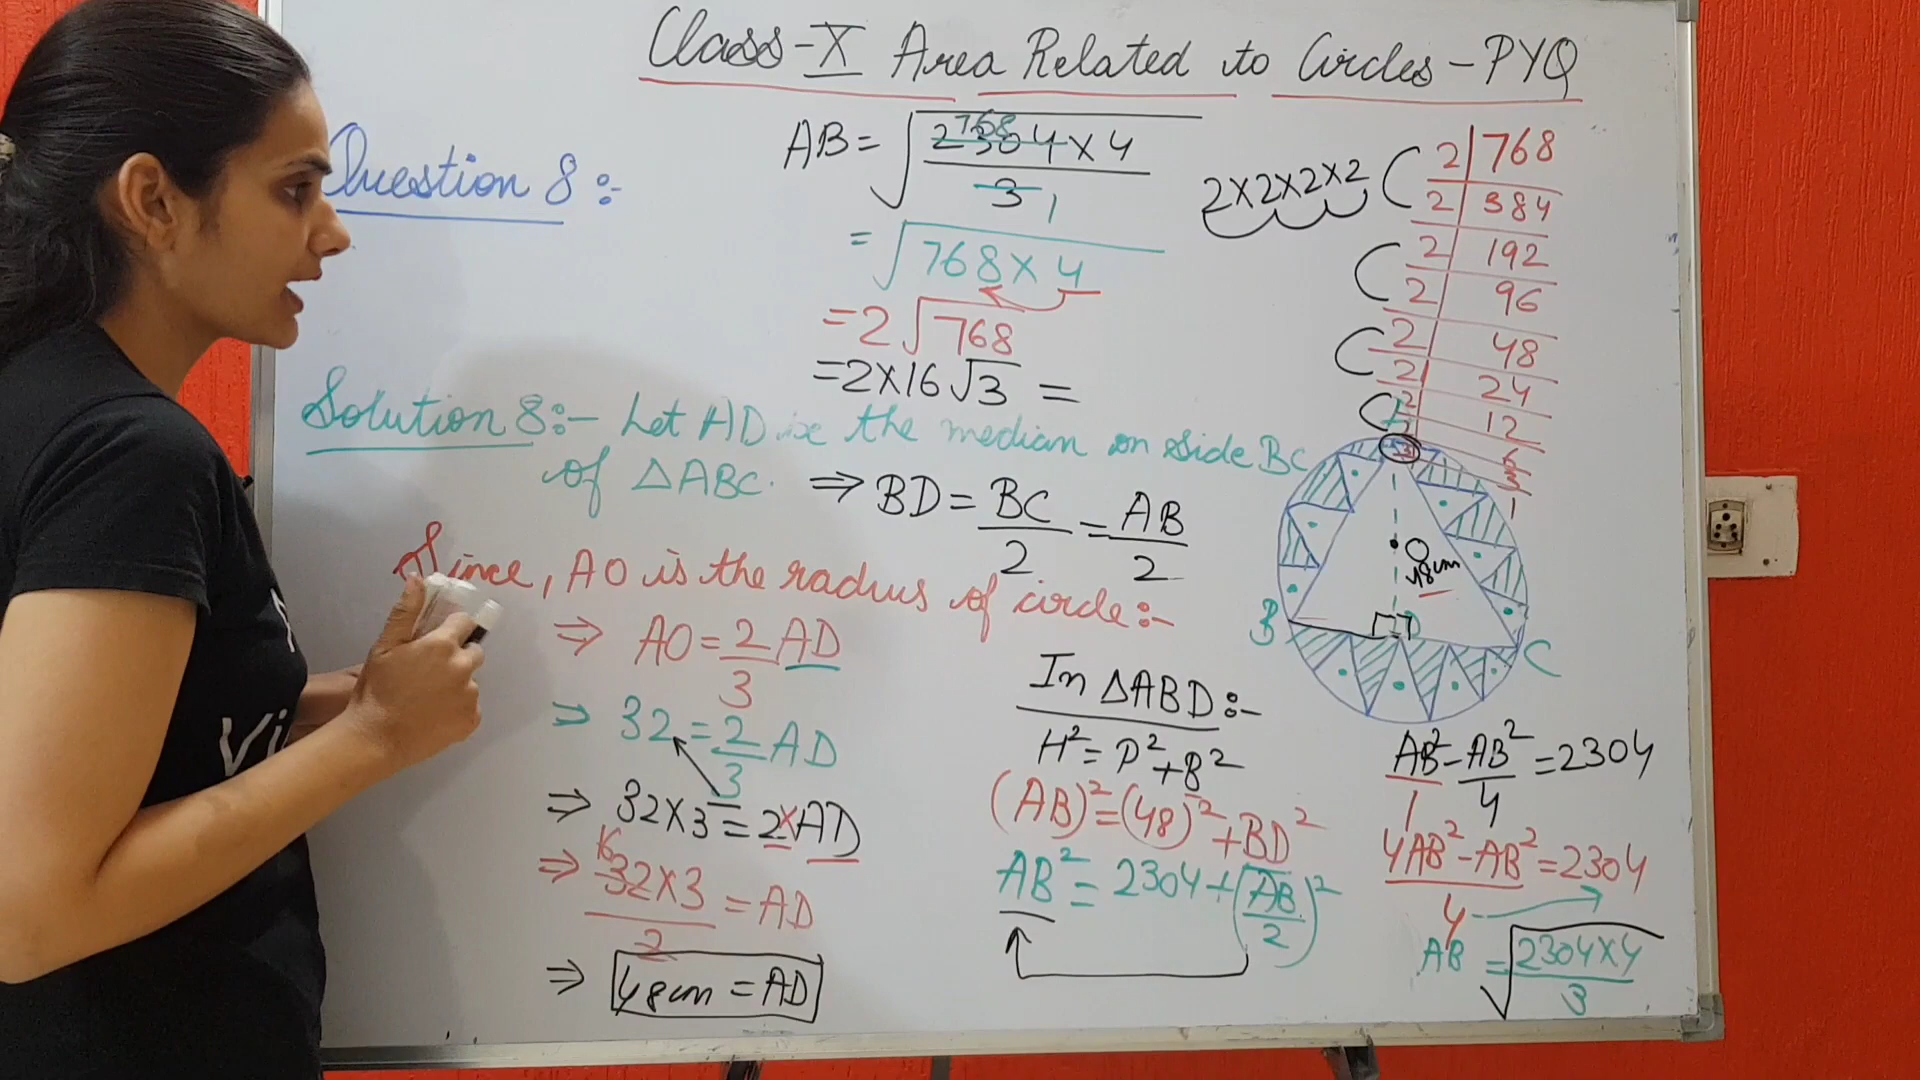 Class-X Area Related to Circles - PYQ
Question 8:-
AB = √2304×4/3
768
1
= √768 × 4
= 2√768
= 2×16√3 =
2×2×2×2
2 | 768
2 | 384
2 | 192
2 | 96
2 | 48
2 | 24
2 | 12
6
3
1
Solution 8:- Let AD be the median on side BC
of △ABC. ⇒ BD = BC/2 = AB/2
Since, AO is the radius of circle:-
⇒ AO = 2/3 AD
⇒ 32 = 2/3 AD
⇒ 32×3 = 2×AD
⇒ 32×3/2 = AD
16
⇒ 48cm = AD
In △ABD:-
H² = P² + B²
(AB)² = (48)² + BD²
AB² = 2304 + (AB/2)²
A
O
48cm
B
D
C
AB²/1 - AB²/4 = 2304
4AB² - AB²/4 = 2304
AB = √2304×4/3